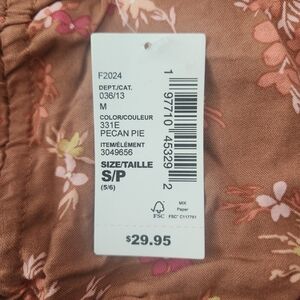 F2024
DEPT./CAT.
036/13
M
COLOR/COULEUR
331E
PECAN PIE
ITEM/ÉLÉMENT
3049656
SIZE/TAILLE
S/P
(5/6)
1 97710 45329 2
FSC
MIX
Paper
FSC® C117791
$29.95